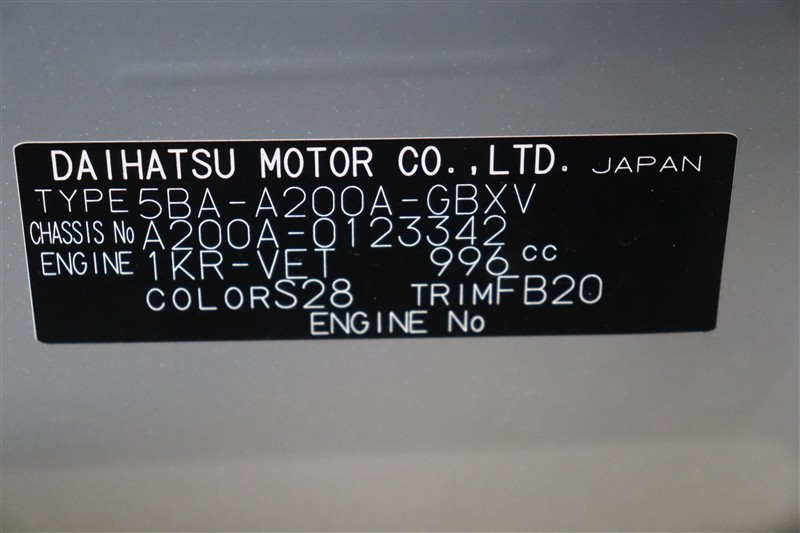 DAIHATSU MOTOR CO.,LTD. JAPAN
TYPE 5BA-A200A-GBXV
CHASSIS No A200A-0123342
ENGINE 1KR-VET 996 cc
COLOR S28 TRIM FB20
ENGINE No